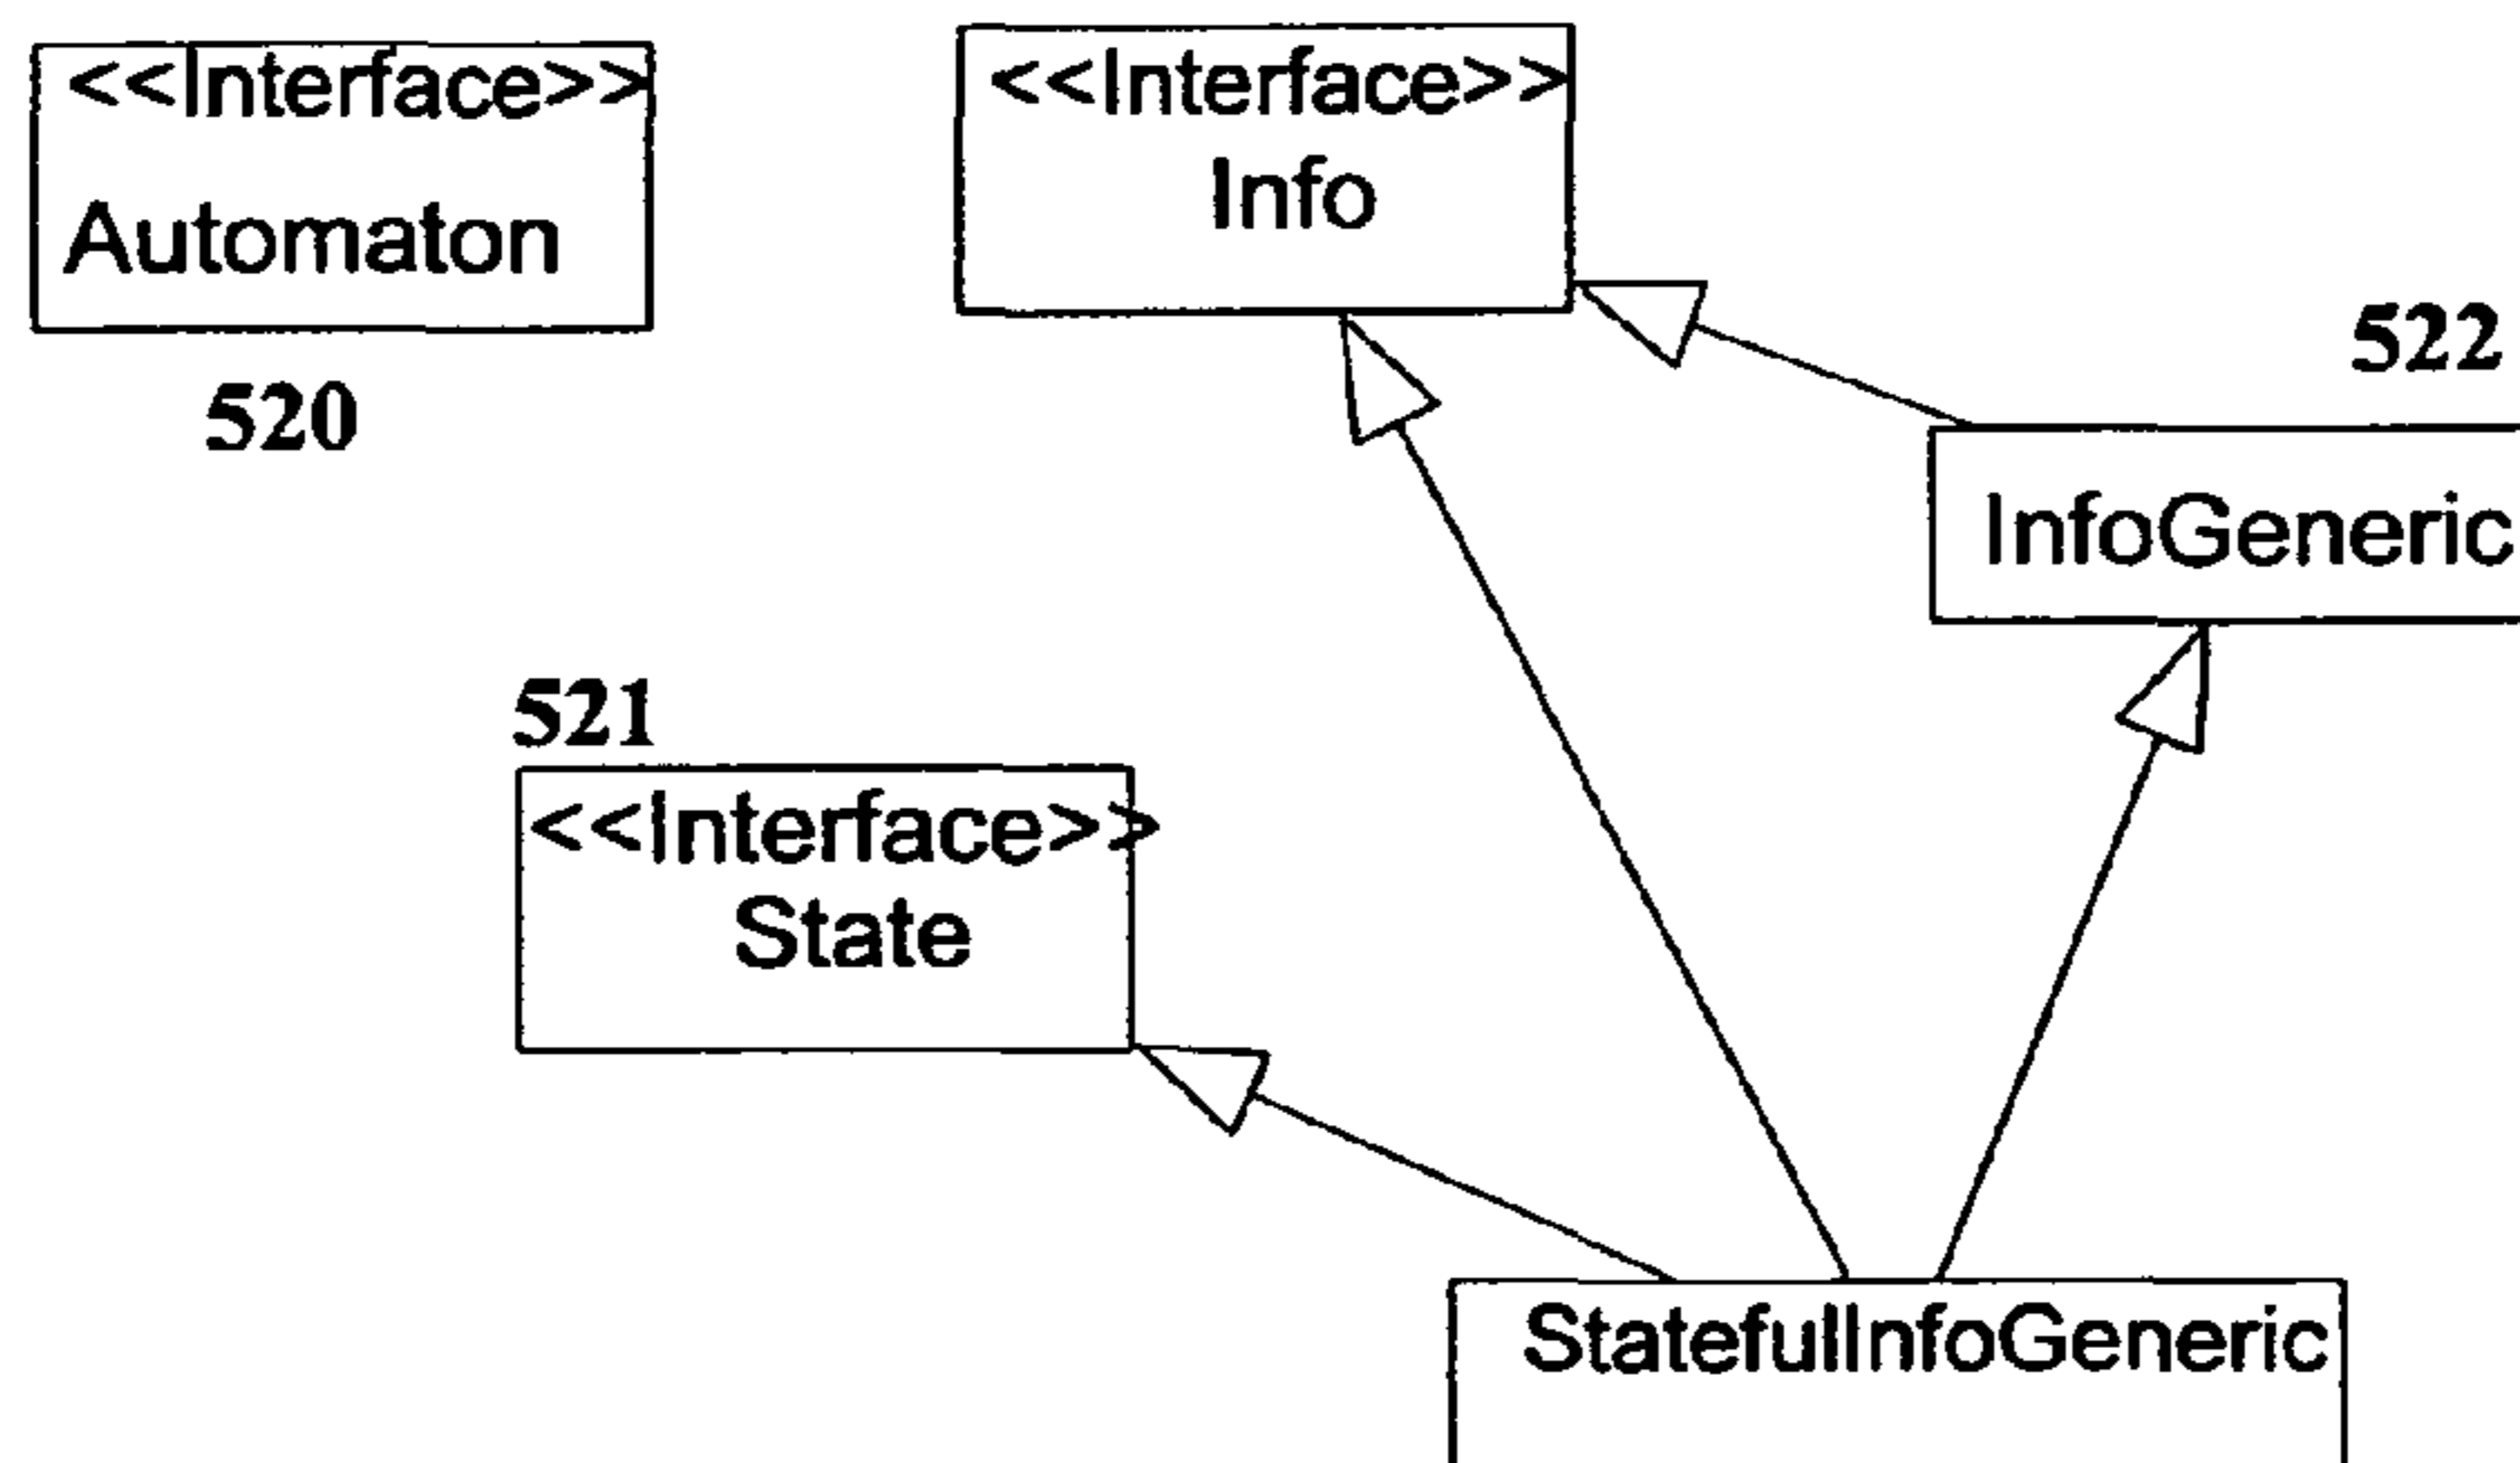 <<Interface>>
Automaton
520
<<Interface>>
Info
522
InfoGeneric
521
<<Interface>>
State
StatefulInfoGeneric